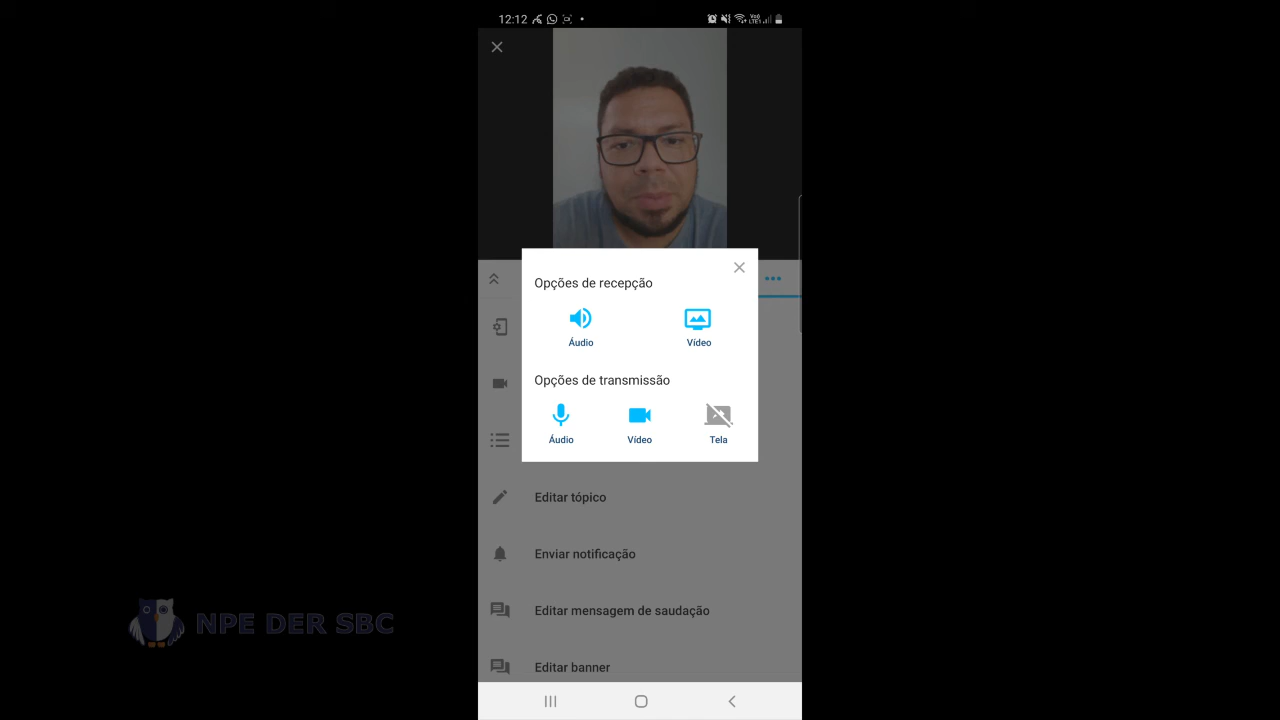 12:12
Opções de recepção
Áudio
Vídeo
Opções de transmissão
Áudio
Vídeo
Tela
Editar tópico
Enviar notificação
Editar mensagem de saudação
Editar banner
NPE DER SBC